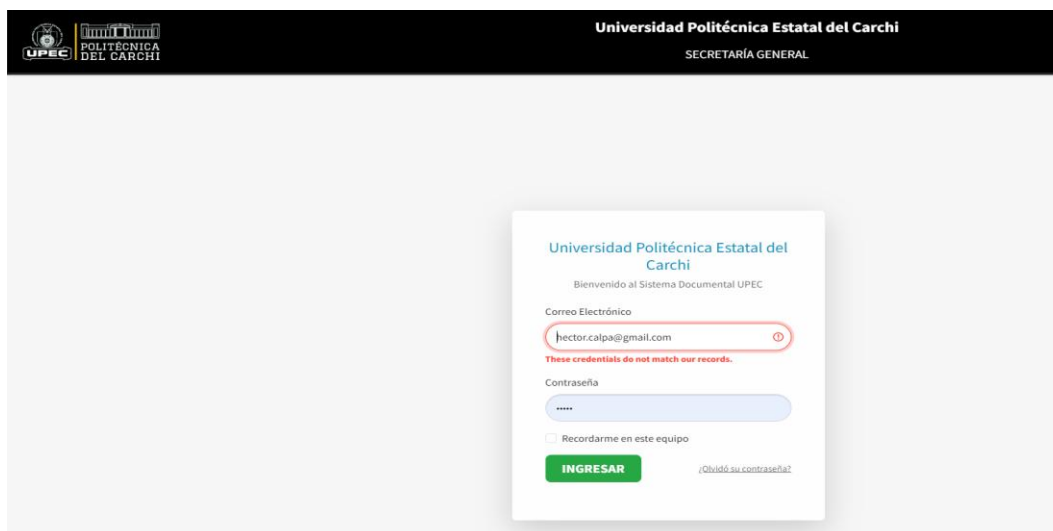 UPEC
POLITÉCNICA
DEL CARCHI
Universidad Politécnica Estatal del Carchi
SECRETARÍA GENERAL
Universidad Politécnica Estatal del
Carchi
Bienvenido al Sistema Documental UPEC
Correo Electrónico
hector.calpa@gmail.com
These credentials do not match our records.
Contraseña
•••••
Recordarme en este equipo
INGRESAR
¿Olvidó su contraseña?